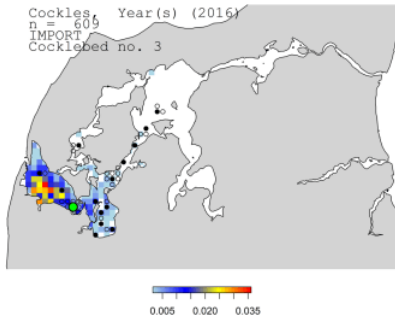 Cockles, Year(s) (2016)
n = 609
IMPORT
Cocklebed no. 3
0.005 0.020 0.035